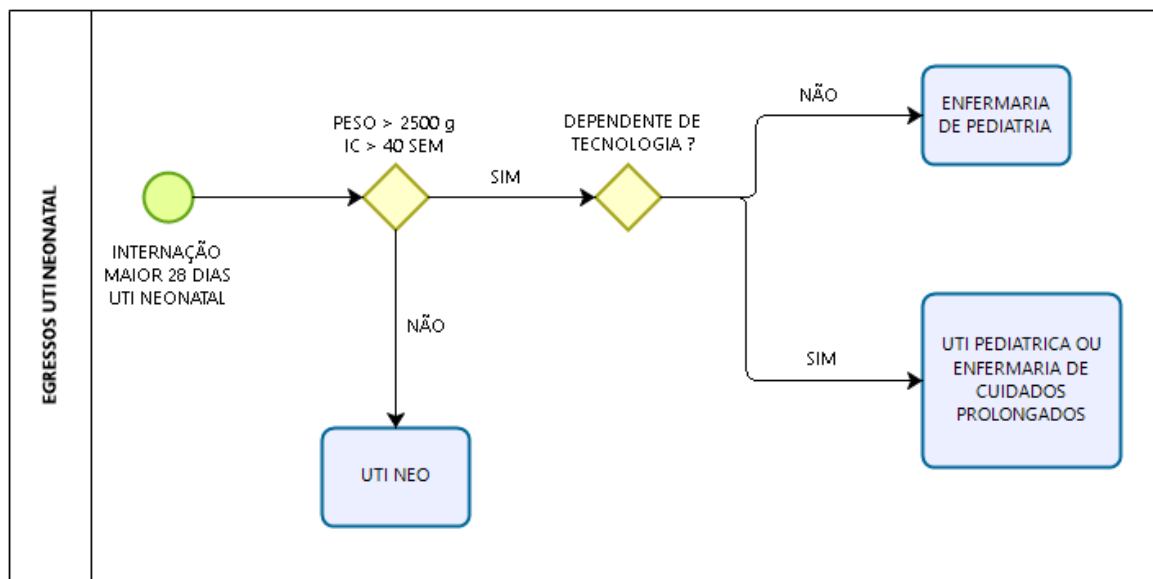 EGRESSOS UTI NEONATAL
INTERNAÇÃO
MAIOR 28 DIAS
UTI NEONATAL
PESO > 2500 g
IC > 40 SEM
SIM
NÃO
UTI NEO
DEPENDENTE DE
TECNOLOGIA ?
NÃO
ENFERMARIA
DE PEDIATRIA
SIM
UTI PEDIATRICA OU
ENFERMARIA DE
CUIDADOS
PROLONGADOS